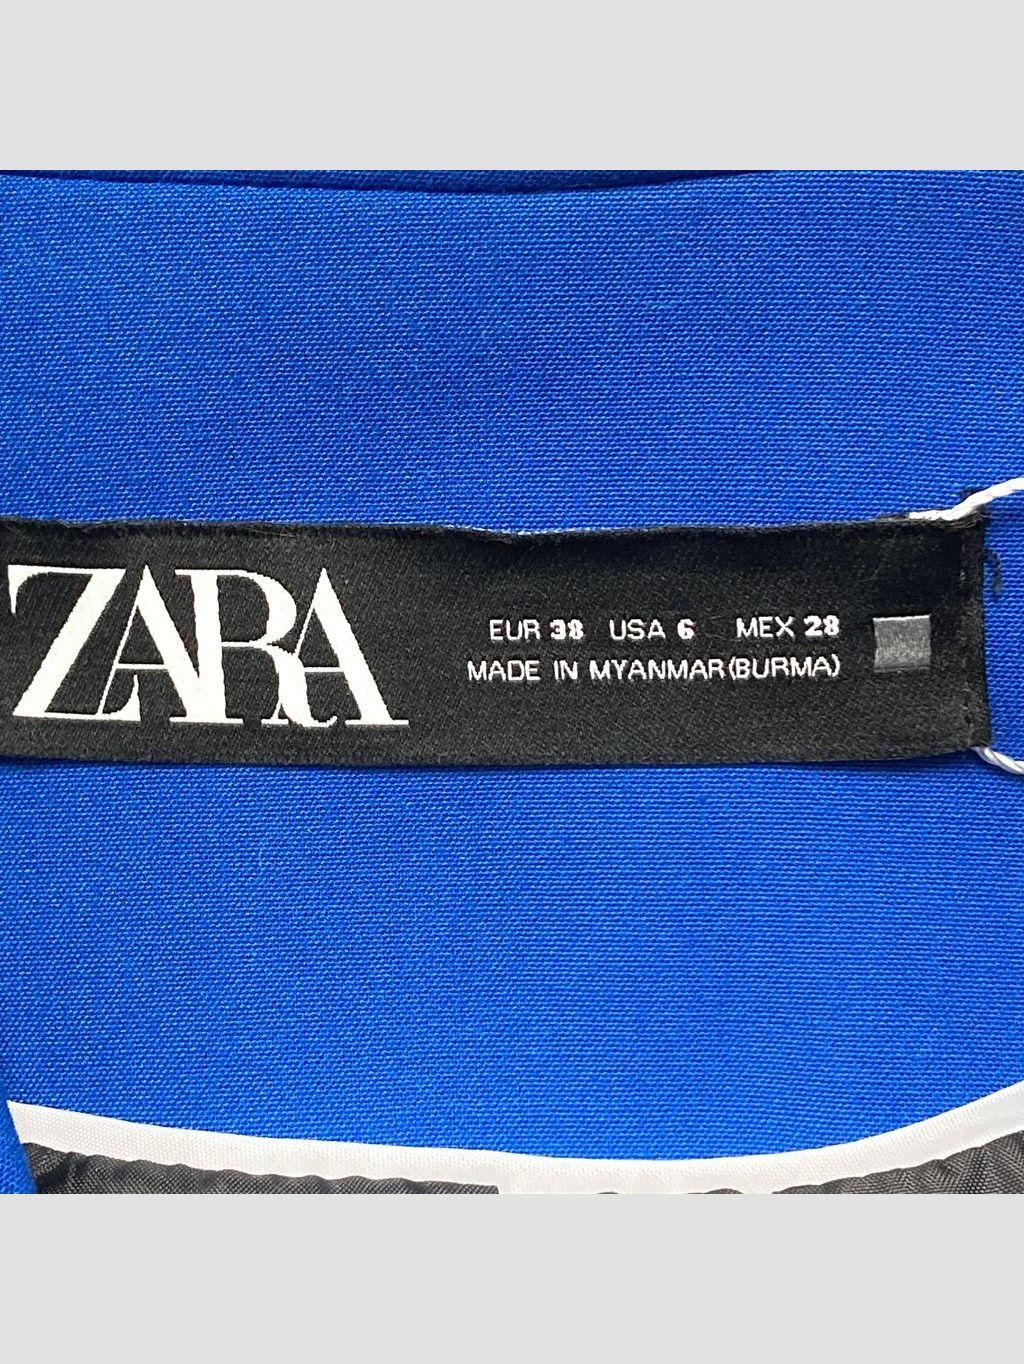 ZARA
EUR 38 USA 6 MEX 28
MADE IN MYANMAR(BURMA)